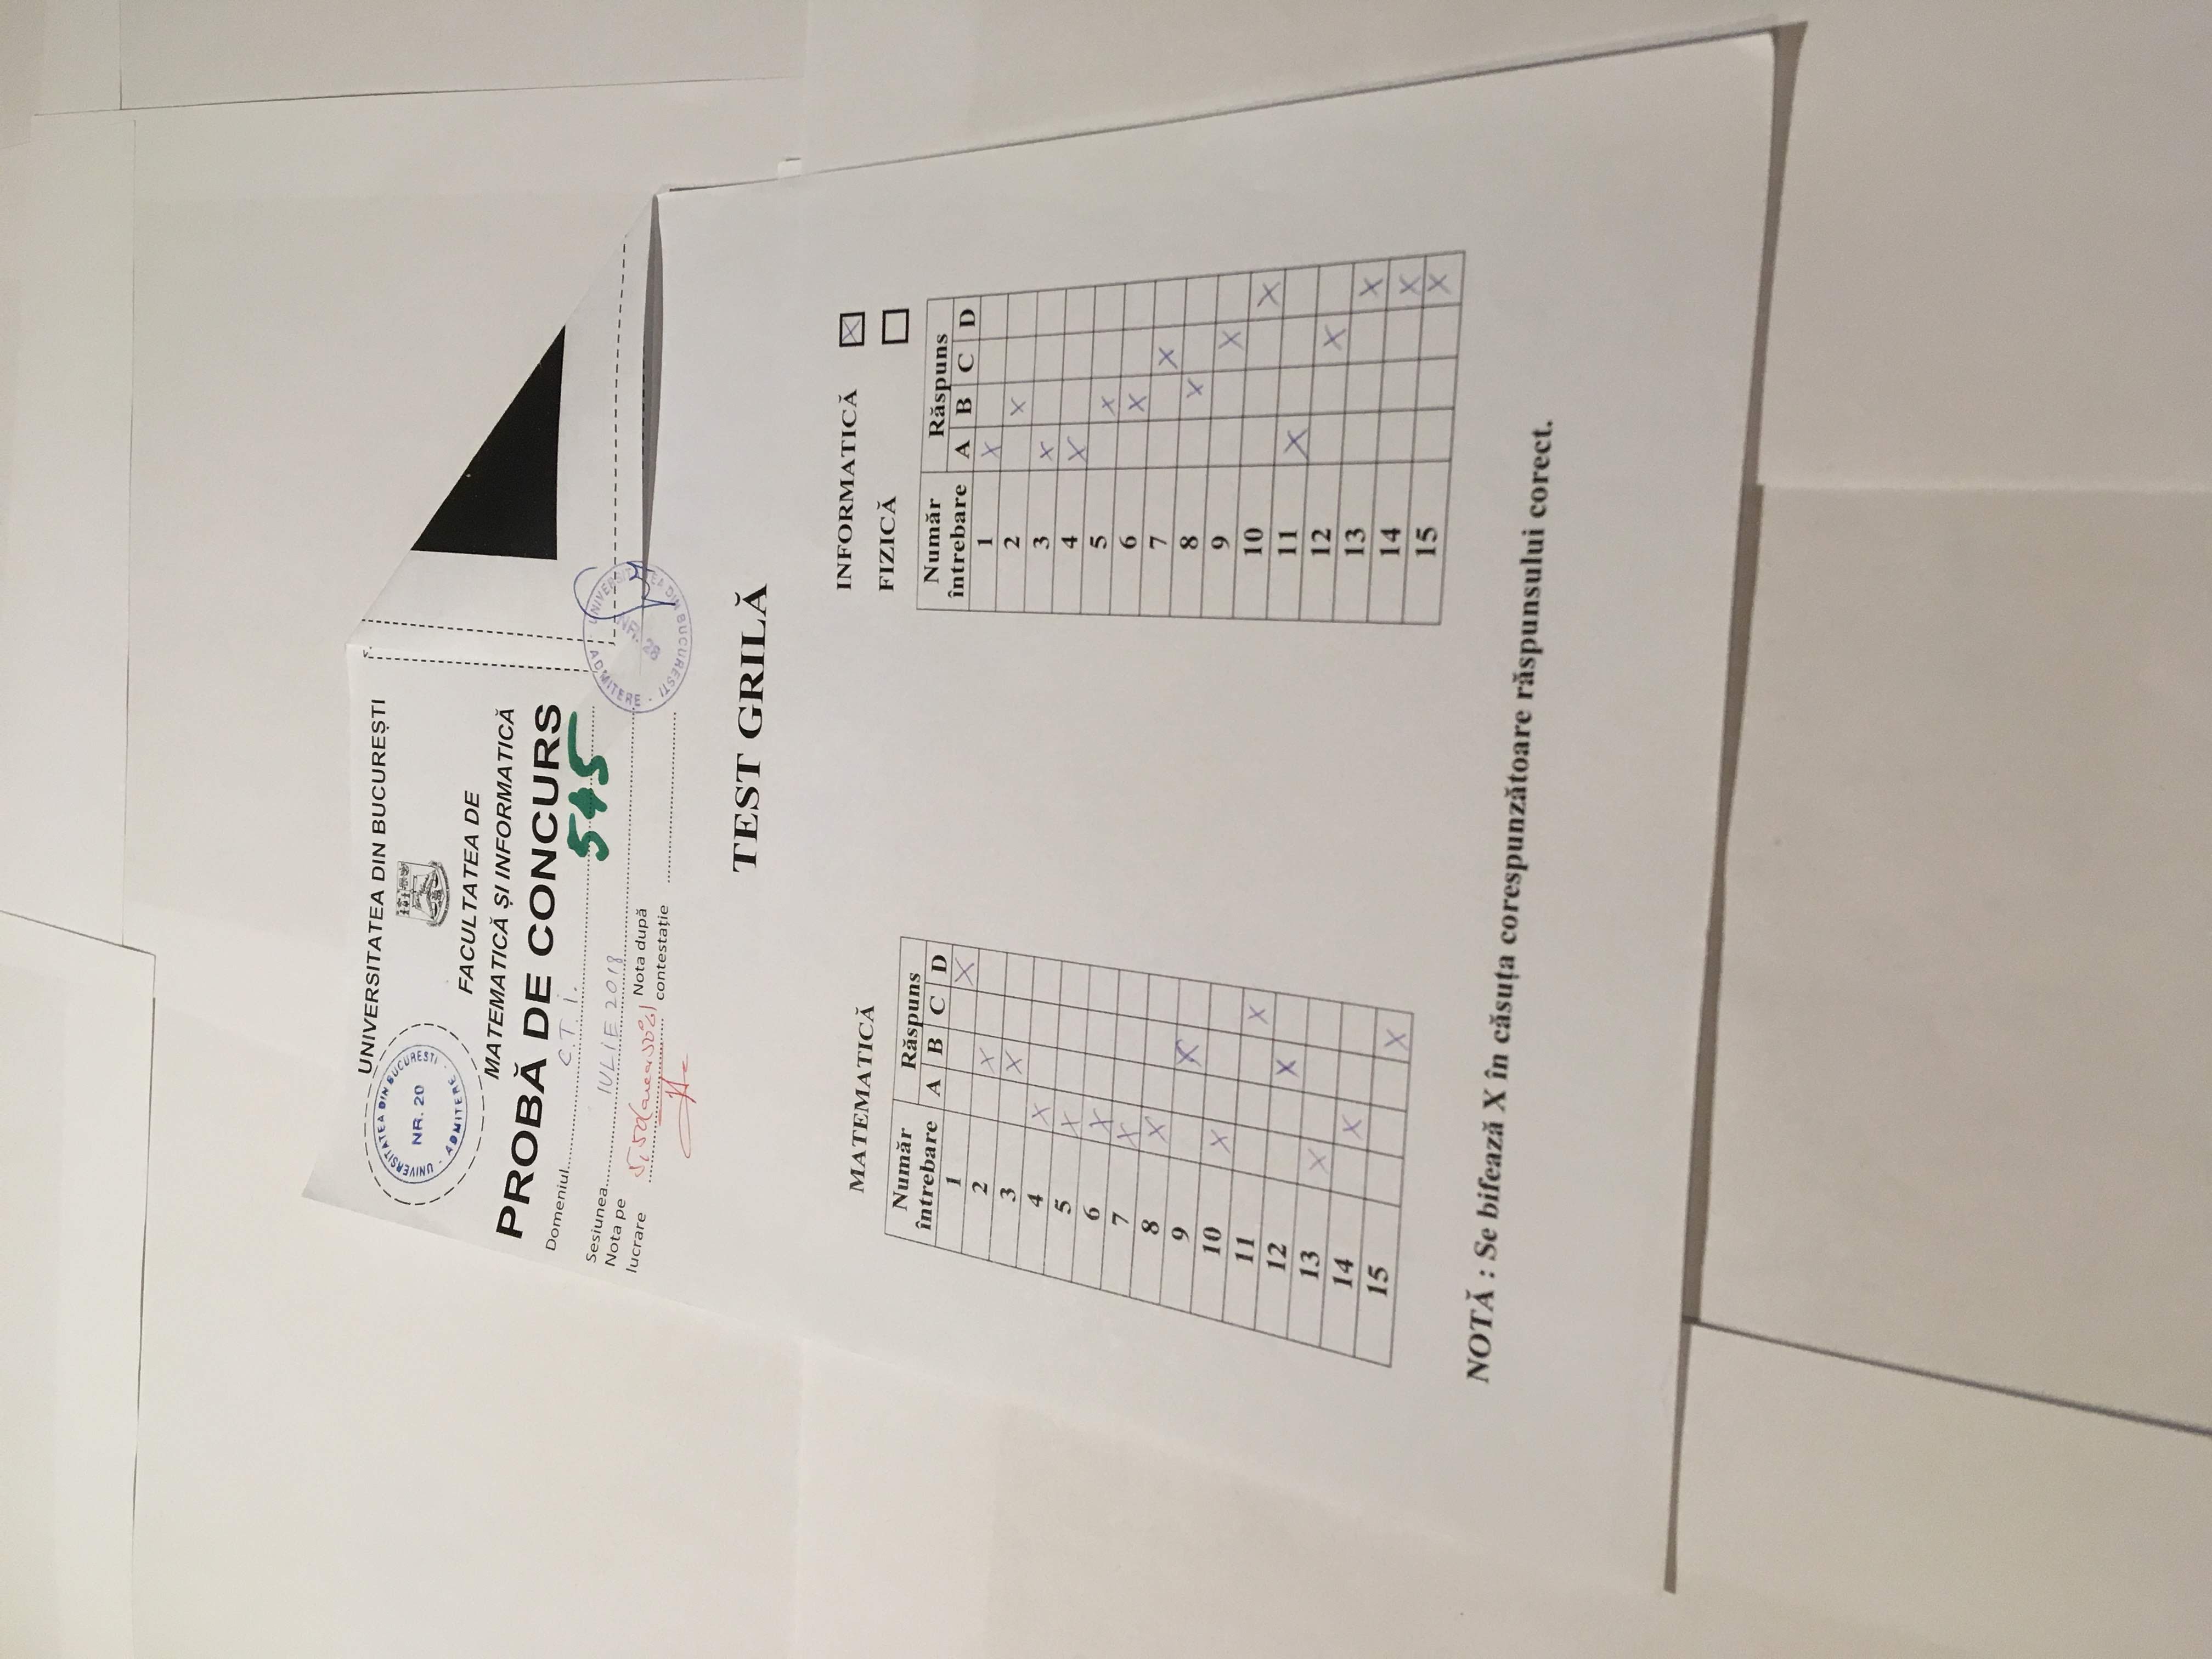 UNIVERSITATEA DIN BUCUREȘTI
UNIVERSITATEA DIN BUCUREȘTI
NR. 20
ADMITERE
FACULTATEA DE
MATEMATICĂ ȘI INFORMATICĂ
PROBĂ DE CONCURS
Domeniul C.T.I.
545
Sesiunea IULIE 2018
Nota pe lucrare 5,50
Nota după contestație
UNIVERSITATEA DIN BUCUREȘTI
NR. 28
ADMITERE
TEST GRILĂ
MATEMATICĂ
Număr întrebare Răspuns
A B C D
1 X
2 X
3 X
4 X
5 X
6 X
7 X
8 X
9 X
10 X
11 X
12 X
13 X
14 X
15 X
INFORMATICĂ X
FIZICĂ
Număr întrebare Răspuns
A B C D
1 X
2 X
3 X
4 X
5 X
6 X
7 X
8 X
9 X
10 X
11 X
12 X
13 X
14 X
15 X
NOTĂ : Se bifează X în căsuța corespunzătoare răspunsului corect.